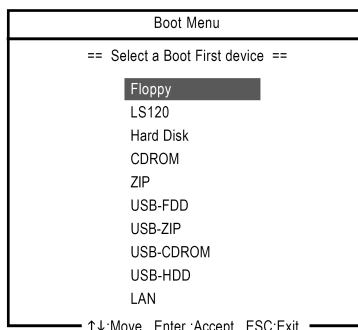 Boot Menu
== Select a Boot First device ==
Floppy
LS120
Hard Disk
CDROM
ZIP
USB-FDD
USB-ZIP
USB-CDROM
USB-HDD
LAN
↑↓:Move Enter :Accept ESC:Exit